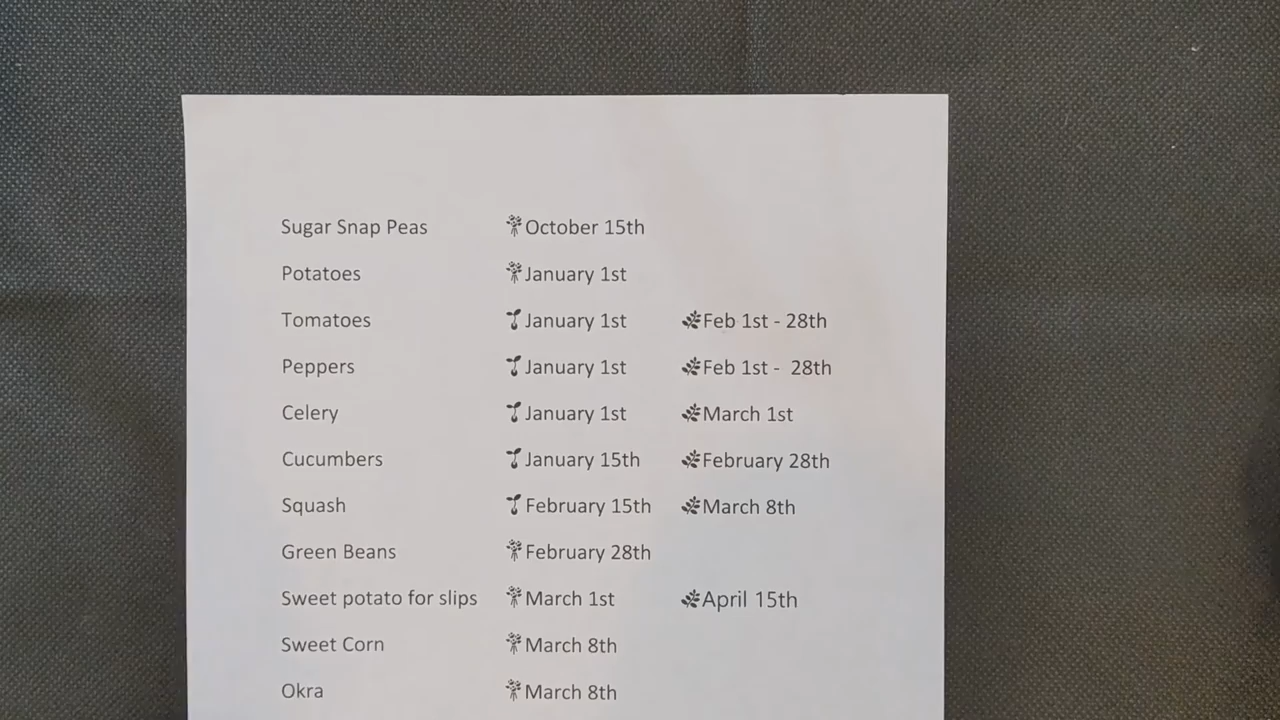 Sugar Snap Peas October 15th
Potatoes January 1st
Tomatoes January 1st Feb 1st - 28th
Peppers January 1st Feb 1st -  28th
Celery January 1st March 1st
Cucumbers January 15th February 28th
Squash February 15th March 8th
Green Beans February 28th
Sweet potato for slips March 1st April 15th
Sweet Corn March 8th
Okra March 8th